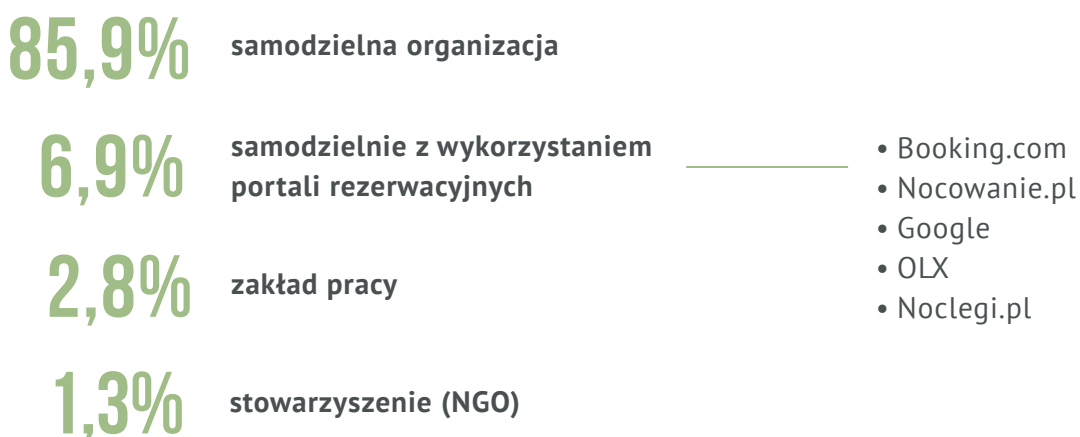 85,9% samodzielna organizacja
6,9% samodzielnie z wykorzystaniem
portali rezerwacyjnych
• Booking.com
• Nocowanie.pl
• Google
• OLX
• Noclegi.pl
2,8% zakład pracy
1,3% stowarzyszenie (NGO)